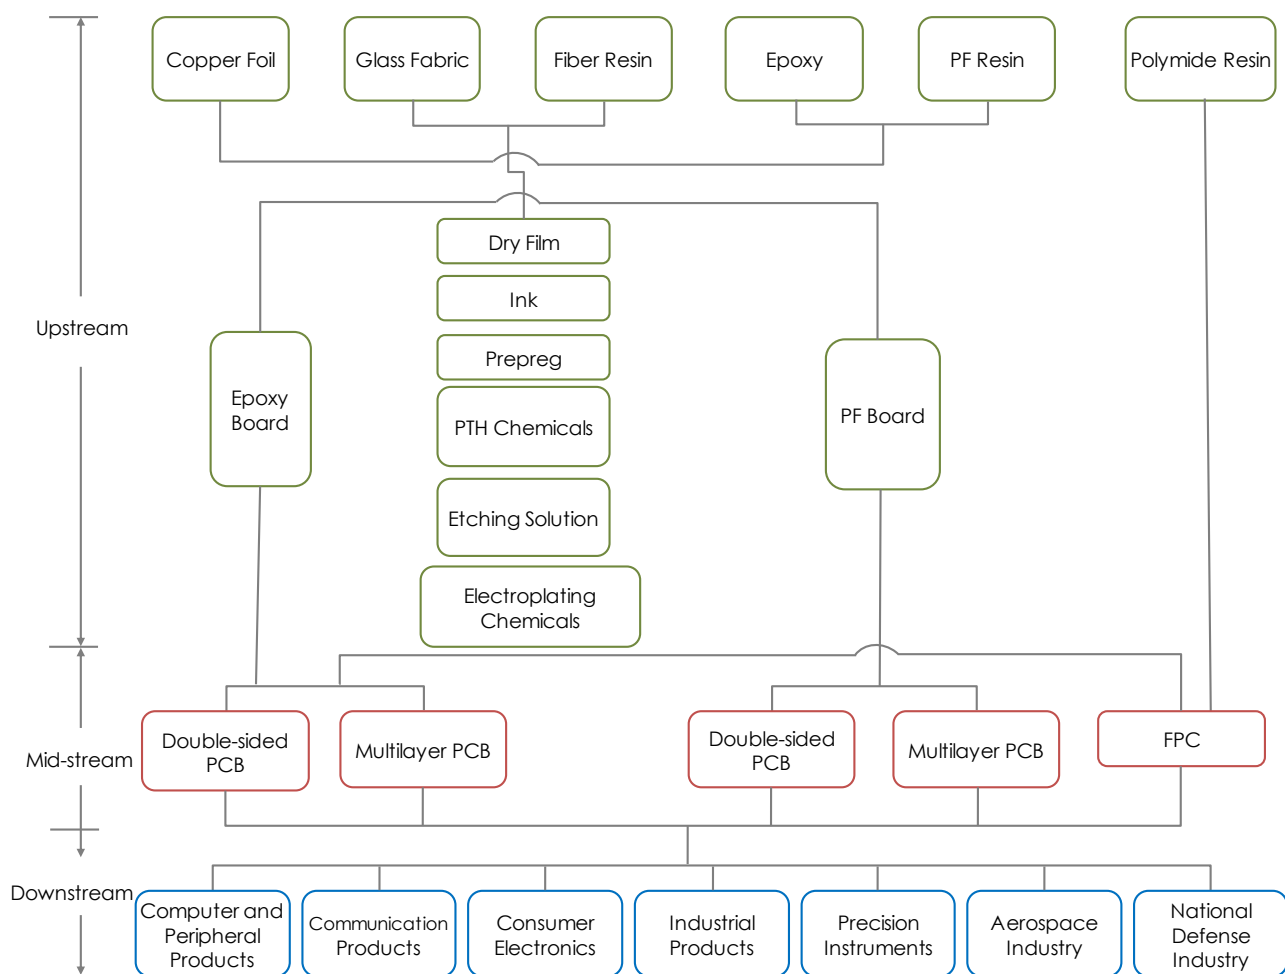 Copper Foil
Glass Fabric
Fiber Resin
Epoxy
PF Resin
Polymide Resin
Dry Film
Ink
Upstream
Prepreg
Epoxy
Board
PTH Chemicals
PF Board
Etching Solution
Electroplating
Chemicals
Mid-stream
Double-sided
PCB
Multilayer PCB
Double-sided
PCB
Multilayer PCB
FPC
Downstream
Computer and
Peripheral
Products
Communication
Products
Consumer
Electronics
Industrial
Products
Precision
Instruments
Aerospace
Industry
National
Defense
Industry